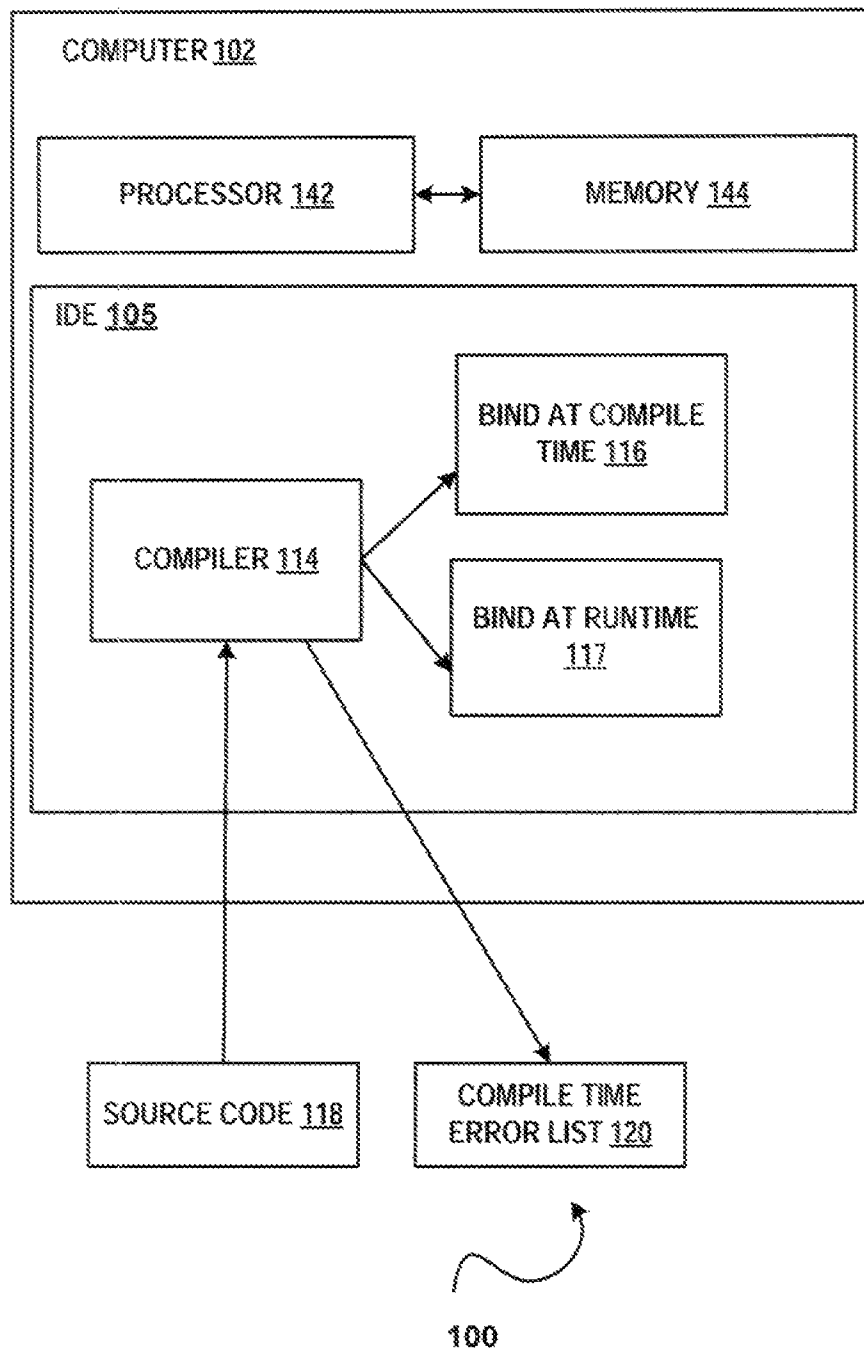 COMPUTER 102
PROCESSOR 142
MEMORY 144
IDE 105
BIND AT COMPILE
TIME 116
COMPILER 114
BIND AT RUNTIME
117
SOURCE CODE 118
COMPILE TIME
ERROR LIST 120
100